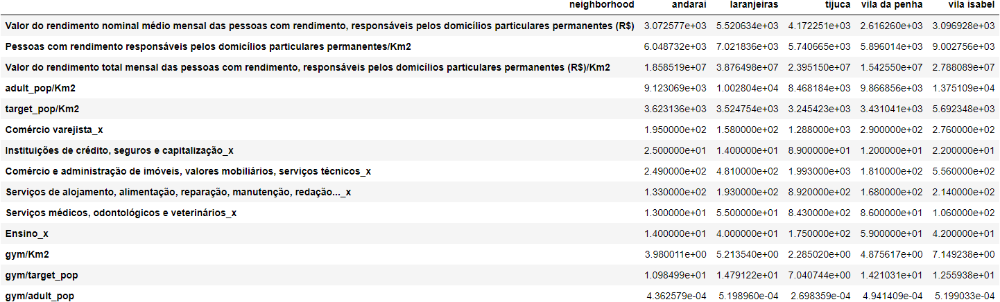 neighborhood andarai laranjeiras tijuca vila da penha vila isabel
Valor do rendimento nominal médio mensal das pessoas com rendimento, responsáveis pelos domicílios particulares permanentes (R$) 3.072577e+03 5.520634e+03 4.172251e+03 2.616260e+03 3.096928e+03
Pessoas com rendimento responsáveis pelos domicílios particulares permanentes/Km2 6.048732e+03 7.021836e+03 5.740665e+03 5.896014e+03 9.002756e+03
Valor do rendimento total mensal das pessoas com rendimento, responsáveis pelos domicílios particulares permanentes (R$)/Km2 1.858519e+07 3.876498e+07 2.395150e+07 1.542550e+07 2.788089e+07
adult_pop/Km2 9.123069e+03 1.002804e+04 8.468184e+03 9.866856e+03 1.375109e+04
target_pop/Km2 3.623136e+03 3.524754e+03 3.245423e+03 3.431041e+03 5.692348e+03
Comércio varejista_x 1.950000e+02 1.580000e+02 1.288000e+03 2.900000e+02 2.760000e+02
Instituições de crédito, seguros e capitalização_x 2.500000e+01 1.400000e+01 8.900000e+01 1.200000e+01 2.200000e+01
Comércio e administração de imóveis, valores mobiliários, serviços técnicos_x 2.490000e+02 4.810000e+02 1.993000e+03 1.810000e+02 5.560000e+02
Serviços de alojamento, alimentação, reparação, manutenção, redação..._x 1.330000e+02 1.930000e+02 8.920000e+02 1.680000e+02 2.140000e+02
Serviços médicos, odontológicos e veterinários_x 1.300000e+01 5.500000e+01 8.430000e+02 8.600000e+01 1.060000e+02
Ensino_x 1.400000e+01 4.000000e+01 1.750000e+02 5.900000e+01 4.200000e+01
gym/Km2 3.980011e+00 5.213540e+00 2.285020e+00 4.875617e+00 7.149238e+00
gym/target_pop 1.098499e+01 1.479122e+01 7.040744e+00 1.421031e+01 1.255938e+01
gym/adult_pop 4.362579e-04 5.198960e-04 2.698359e-04 4.941409e-04 5.199033e-04